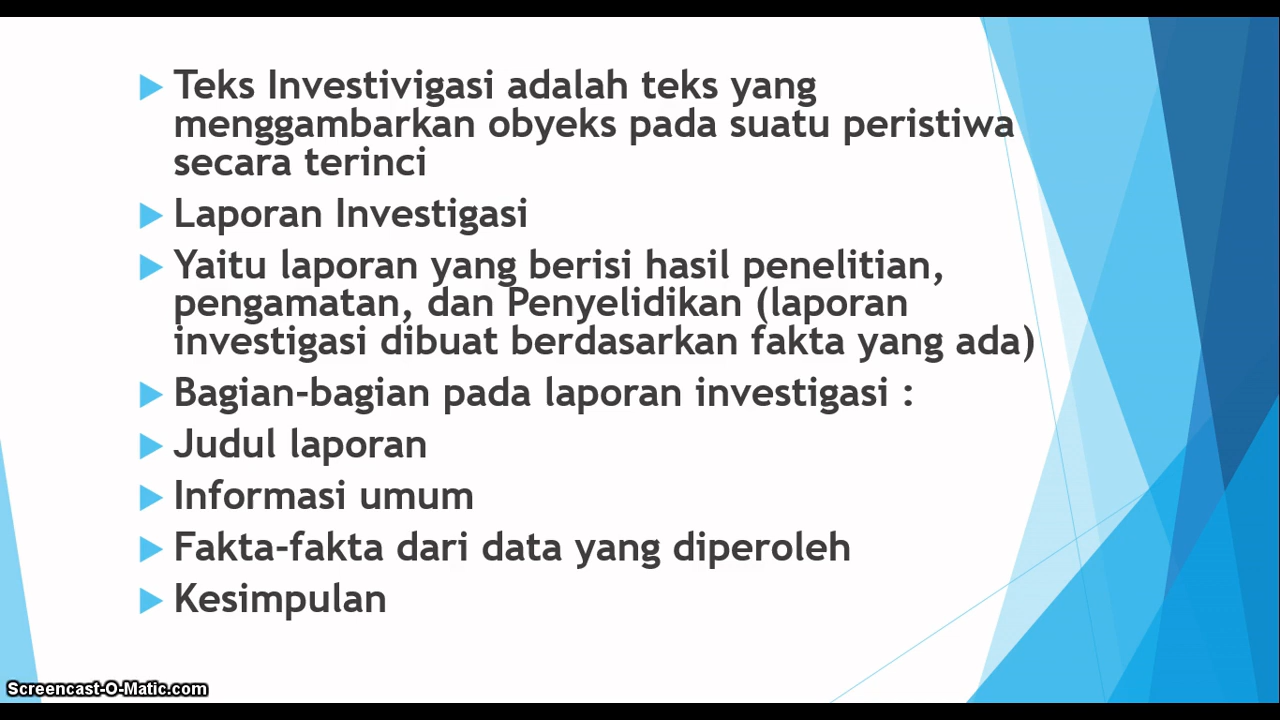 Teks Investivigasi adalah teks yang
menggambarkan obyeks pada suatu peristiwa
secara terinci
Laporan Investigasi
Yaitu laporan yang berisi hasil penelitian,
pengamatan, dan Penyelidikan (laporan
investigasi dibuat berdasarkan fakta yang ada)
Bagian-bagian pada laporan investigasi :
Judul laporan
Informasi umum
Fakta-fakta dari data yang diperoleh
Kesimpulan
Screencast-O-Matic.com